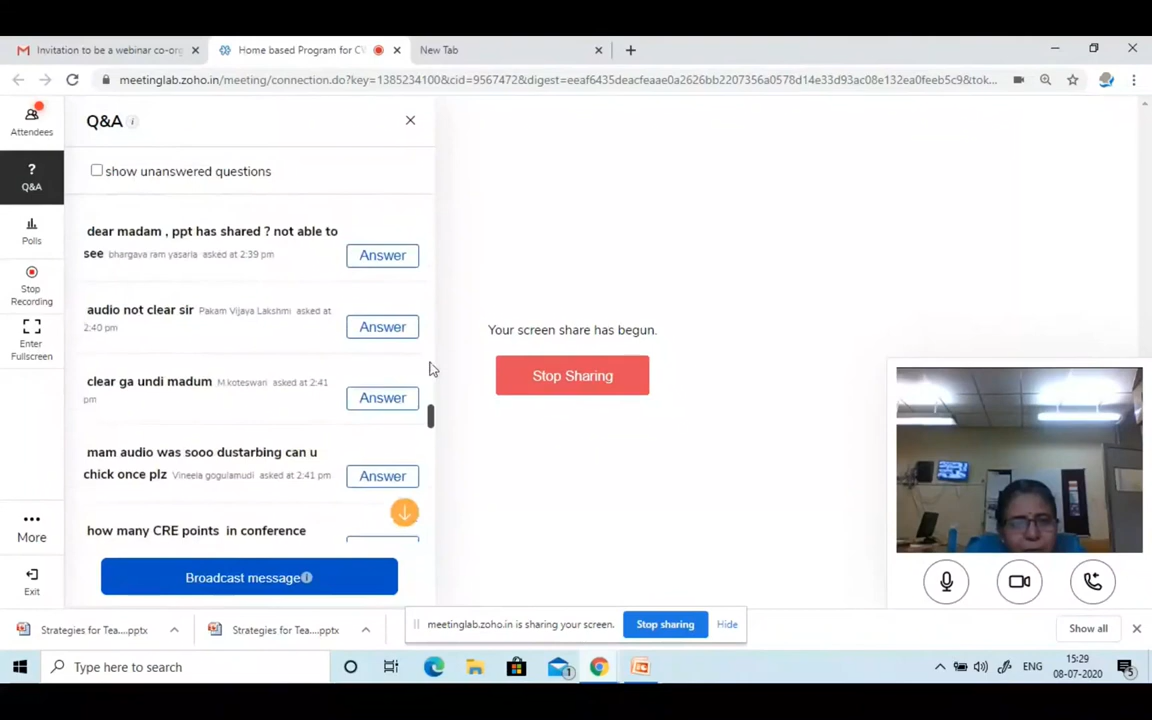 Invitation to be a webinar co-org
Home based Program for CV
New Tab
meetinglab.zoho.in/meeting/connection.do?key=1385234100&cid=9567472&digest=eeaf6435deacfeaae0a2626bb2207356a0578d14e33d93ac08e132ea0feeb5c9&tok...
Attendees
?
Q&A
Polls
Stop
Recording
Enter
Fullscreen
More
Exit
Q&A
show unanswered questions
dear madam , ppt has shared ? not able to
see bhargava ram yasarla asked at 2:39 pm
Answer
audio not clear sir Pakam Vijaya Lakshmi asked at
2:40 pm
Answer
clear ga undi madum M.koteswari asked at 2:41
pm
Answer
mam audio was sooo dustarbing can u
chick once plz Vineela gogulamudi asked at 2:41 pm
Answer
how many CRE points in conference
Broadcast message
Your screen share has begun.
Stop Sharing
Strategies for Tea....pptx
Strategies for Tea....pptx
meetinglab.zoho.in is sharing your screen.
Stop sharing
Hide
Show all
Type here to search
1
ENG
15:29
08-07-2020
5